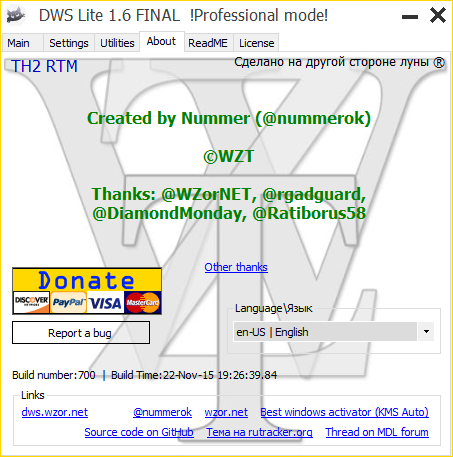 DWS Lite 1.6 FINAL !Professional mode!
Main Settings Utilities About ReadME License
TH2 RTM Сделано на другой стороне луны ®
Created by Nummer (@nummerok)
©WZT
Thanks: @WZorNET, @rgadguard,
@DiamondMonday, @Ratiborus58
Other thanks
Donate
DISCOVER PayPal VISA MasterCard
Report a bug
Language\Язык
en-US | English
Build number:700 | Build Time:22-Nov-15 19:26:39.84
Links
dws.wzor.net @nummerok wzor.net Best windows activator (KMS Auto)
Source code on GitHub Тема на rutracker.org Thread on MDL forum